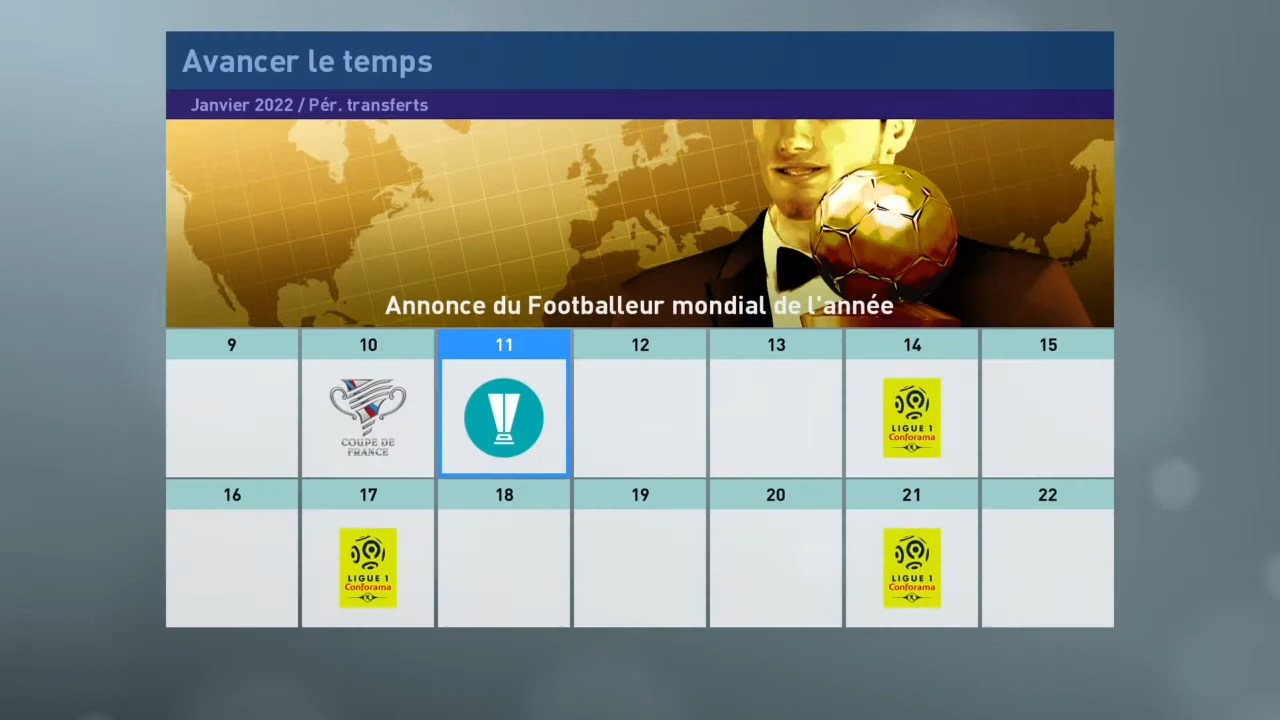 Avancer le temps
Janvier 2022 / Pér. transferts
Annonce du Footballeur mondial de l'année
9 10 11 12 13 14 15
COUPE DE
FRANCE
LIGUE 1
Conforama
16 17 18 19 20 21 22
LIGUE 1
Conforama
LIGUE 1
Conforama